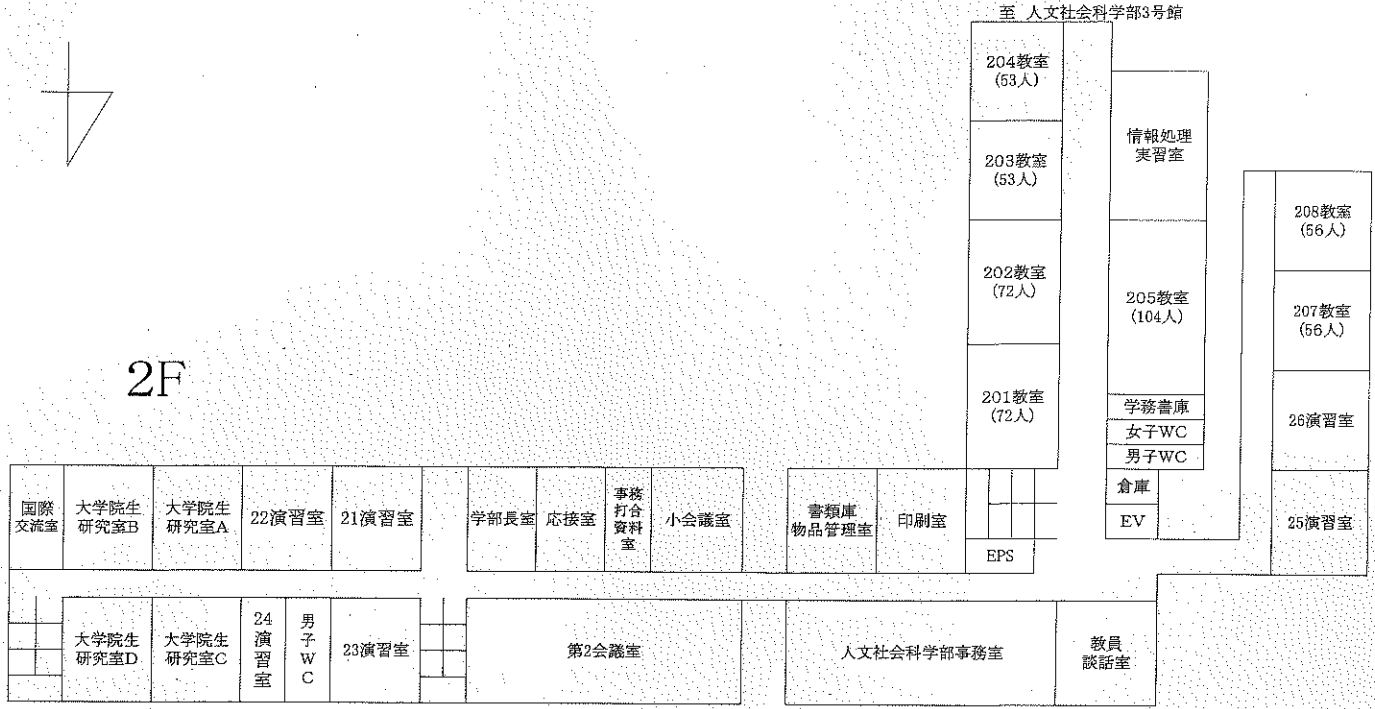 至 人文社会科学部3号館
204教室
(53人)
203教室
(53人)
202教室
(72人)
201教室
(72人)
情報処理
実習室
205教室
(104人)
学務書庫
女子WC
男子WC
倉庫
EV
208教室
(56人)
207教室
(56人)
26演習室
25演習室
2F
国際
交流室
大学院生
研究室B
大学院生
研究室A
22演習室
21演習室
学部長室
応接室
事務
打合
資料
室
小会議室
書類庫
物品管理室
印刷室
EPS
大学院生
研究室D
大学院生
研究室C
24
演
習
室
男
子
W
C
23演習室
第2会議室
人文社会科学部事務室
教員
談話室